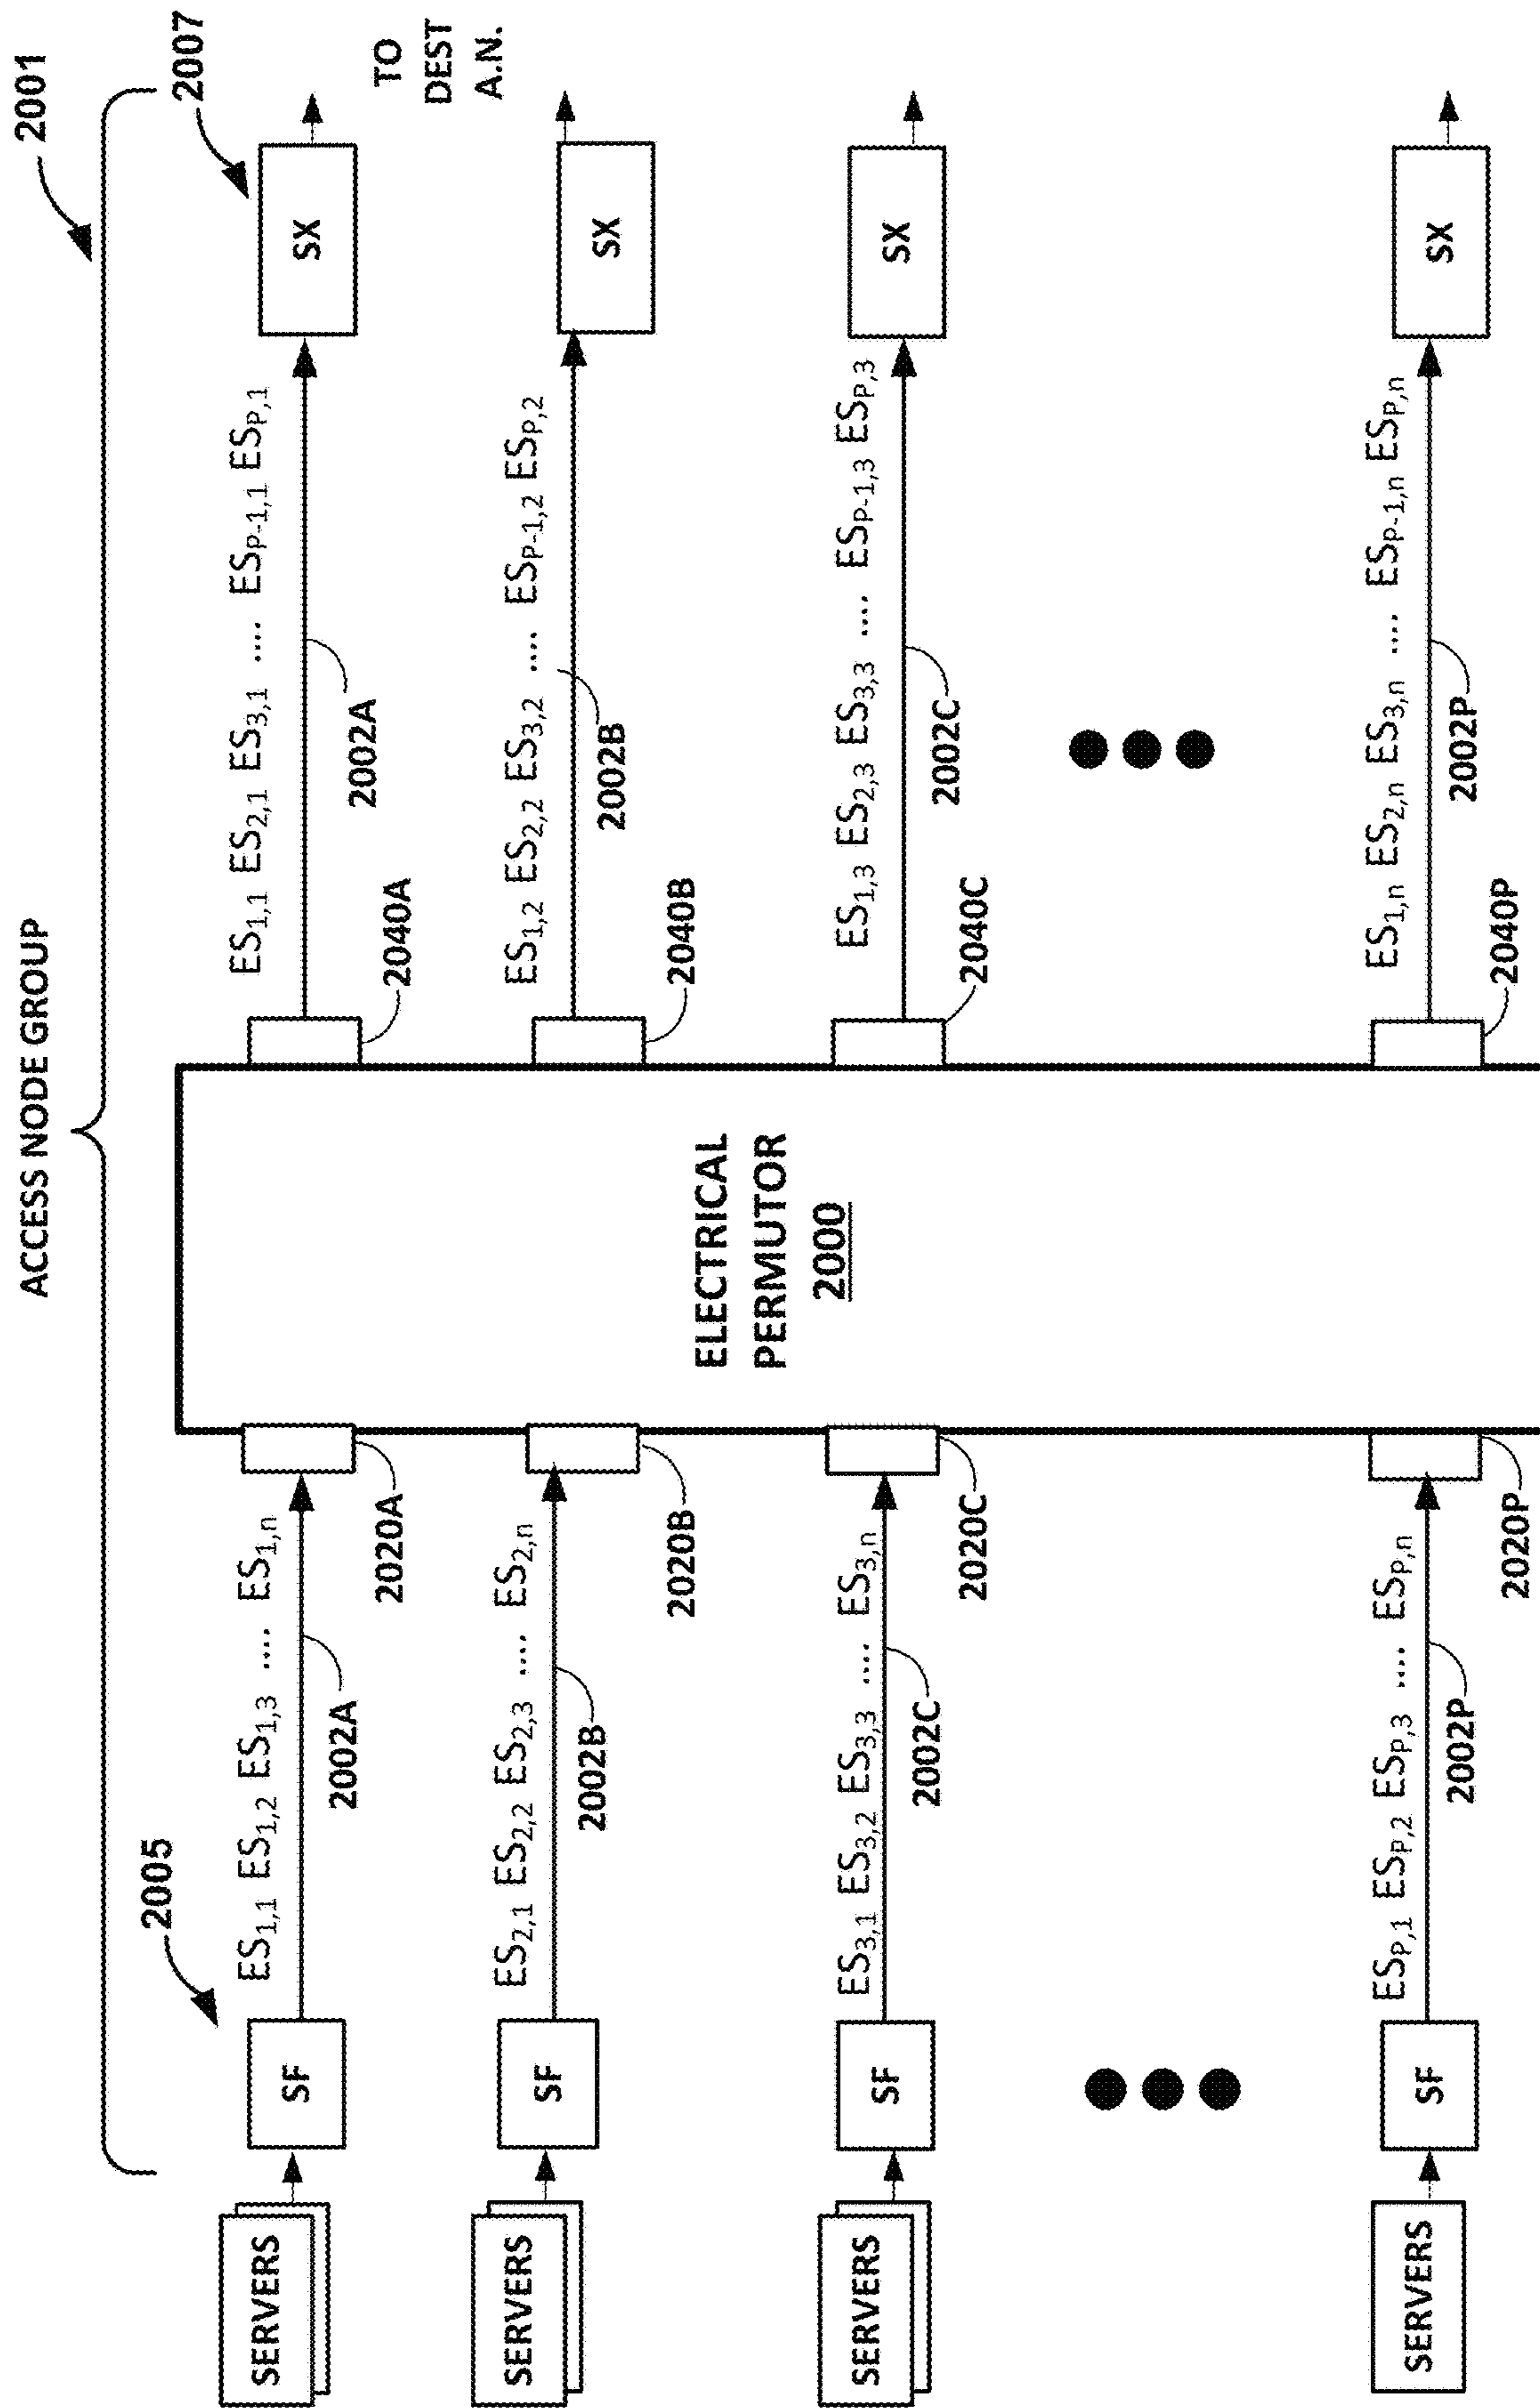 ACCESS NODE GROUP
2001
2005
2007
SERVERS
SF
ES1,1 ES1,2 ES1,3 .... ES1,n
2002A
2020A
ES1,1 ES2,1 ES3,1 .... ESP-1,1 ESP,1
2002A
2040A
SX
TO
DEST
A.N.
SERVERS
SF
ES2,1 ES2,2 ES2,3 .... ES2,n
2002B
2020B
ES1,2 ES2,2 ES3,2 .... ESP-1,2 ESP,2
2002B
2040B
SX
ELECTRICAL
PERMUTOR
2000
SERVERS
SF
ES3,1 ES3,2 ES3,3 .... ES3,n
2002C
2020C
ES1,3 ES2,3 ES3,3 .... ESP-1,3 ESP,3
2002C
2040C
SX
SERVERS
SF
ESP,1 ESP,2 ESP,3 .... ESP,n
2002P
2020P
ES1,n ES2,n ES3,n .... ESP-1,n ESP,n
2002P
2040P
SX